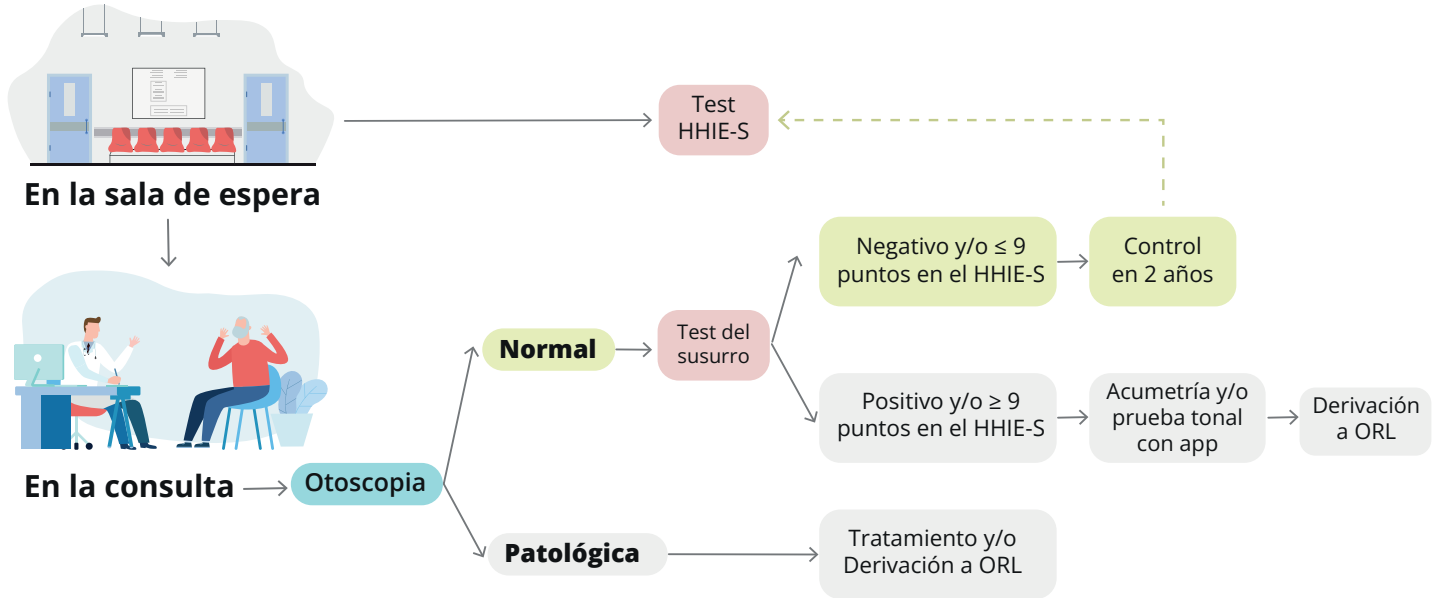 Test
HHIE-S
En la sala de espera
Negativo y/o ≤ 9
puntos en el HHIE-S
Control
en 2 años
Normal
Test del
susurro
Positivo y/o ≥ 9
puntos en el HHIE-S
Acumetría y/o
prueba tonal
con app
Derivación
a ORL
En la consulta
Otoscopia
Patológica
Tratamiento y/o
Derivación a ORL